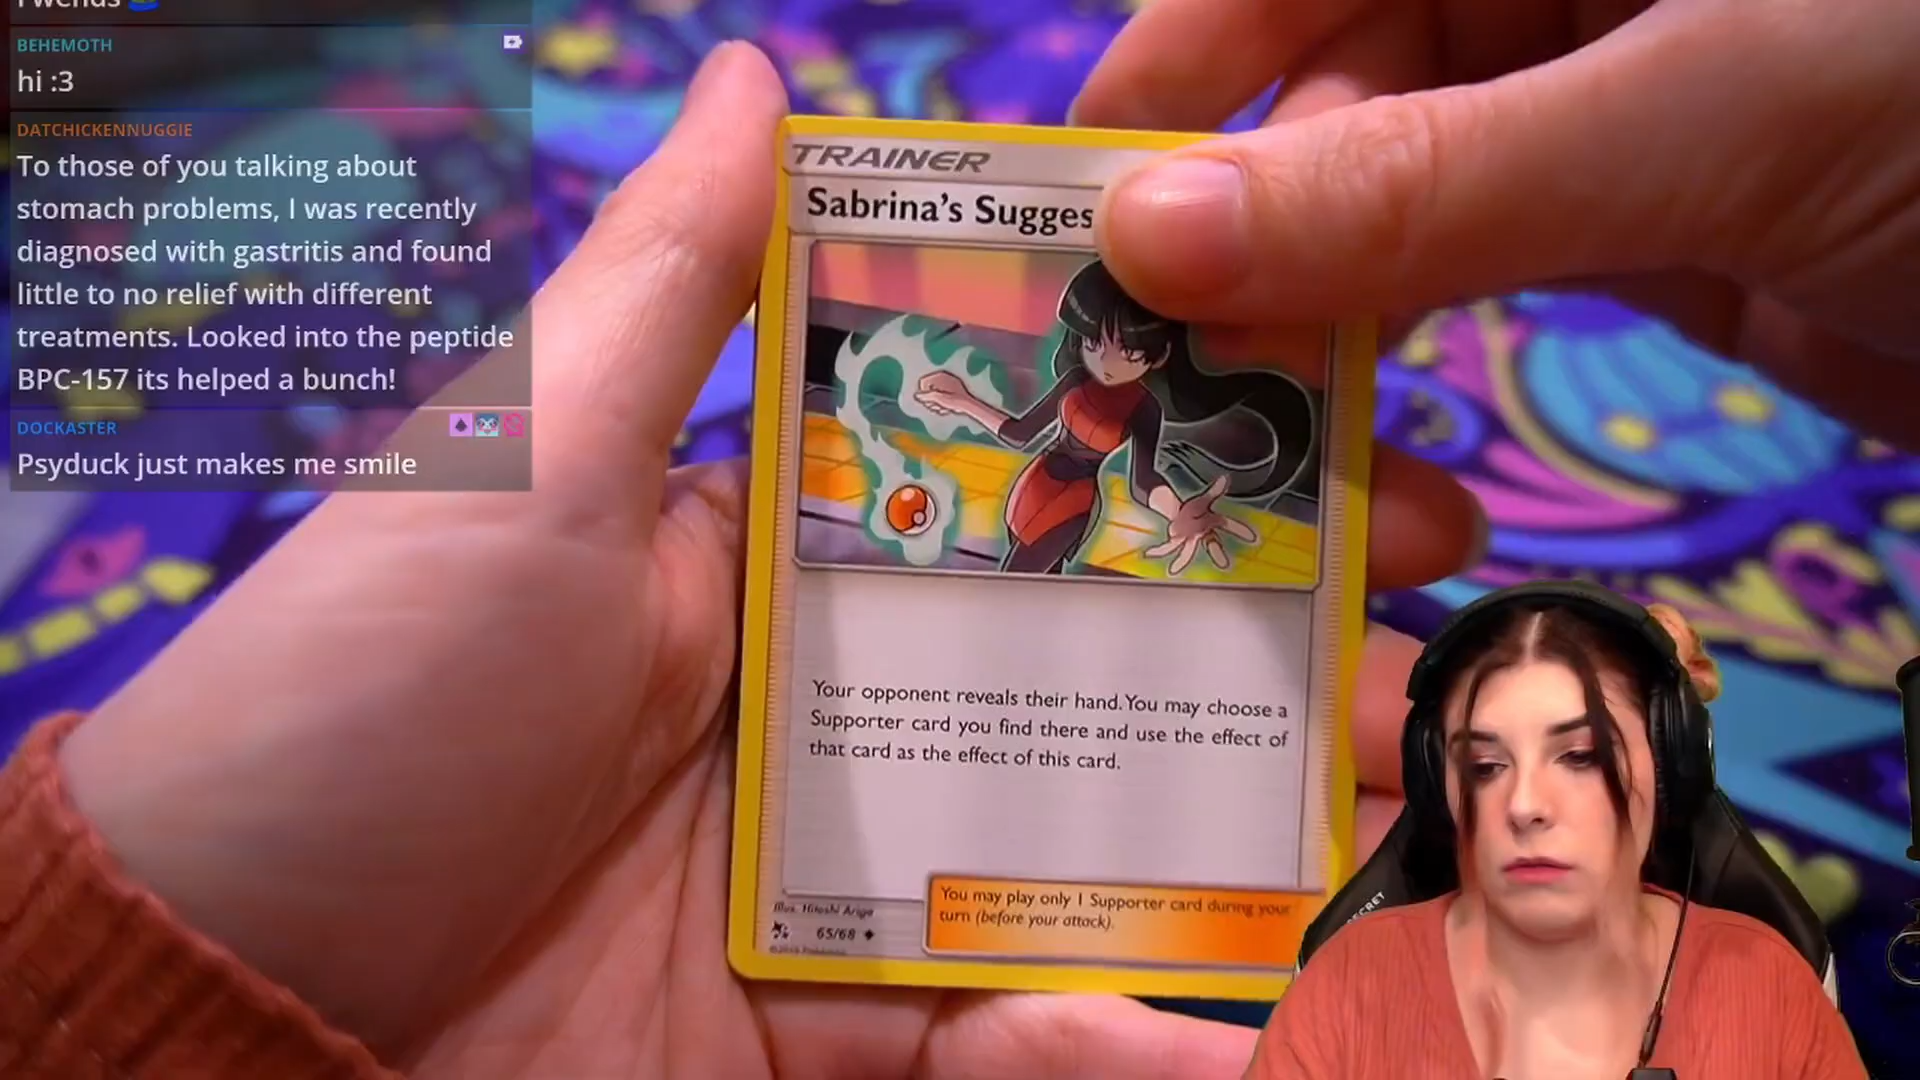 BEHEMOTH
hi :3
DATCHICKENNUGGIE
To those of you talking about
stomach problems, I was recently
diagnosed with gastritis and found
little to no relief with different
treatments. Looked into the peptide
BPC-157 its helped a bunch!
DOCKASTER
Psyduck just makes me smile
TRAINER
Sabrina's Sugges
Your opponent reveals their hand. You may choose a
Supporter card you find there and use the effect of
that card as the effect of this card.
You may play only 1 Supporter card during your
turn (before your attack).
Illus. Hitoshi Ariga
65/68